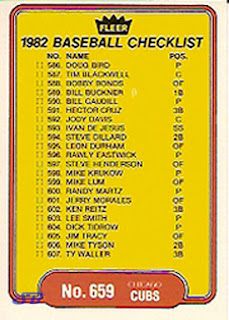 FLEER
1982 BASEBALL CHECKLIST
NO. NAME POS.
586. DOUG BIRD P
587. TIM BLACKWELL C
588. BOBBY BONDS OF
589. BILL BUCKNER 1B
590. BILL CAUDILL P
591. HECTOR CRUZ 3B
592. JODY DAVIS C
593. IVAN DE JESUS SS
594. STEVE DILLARD 2B
595. LEON DURHAM OF
596. RAWLY EASTWICK P
597. STEVE HENDERSON OF
598. MIKE KRUKOW P
599. MIKE LUM OF
600. RANDY MARTZ P
601. JERRY MORALES OF
602. KEN REITZ 3B
603. LEE SMITH P
604. DICK TIDROW P
605. JIM TRACY OF
606. MIKE TYSON 2B
607. TY WALLER 3B
No. 659 CHICAGO
CUBS